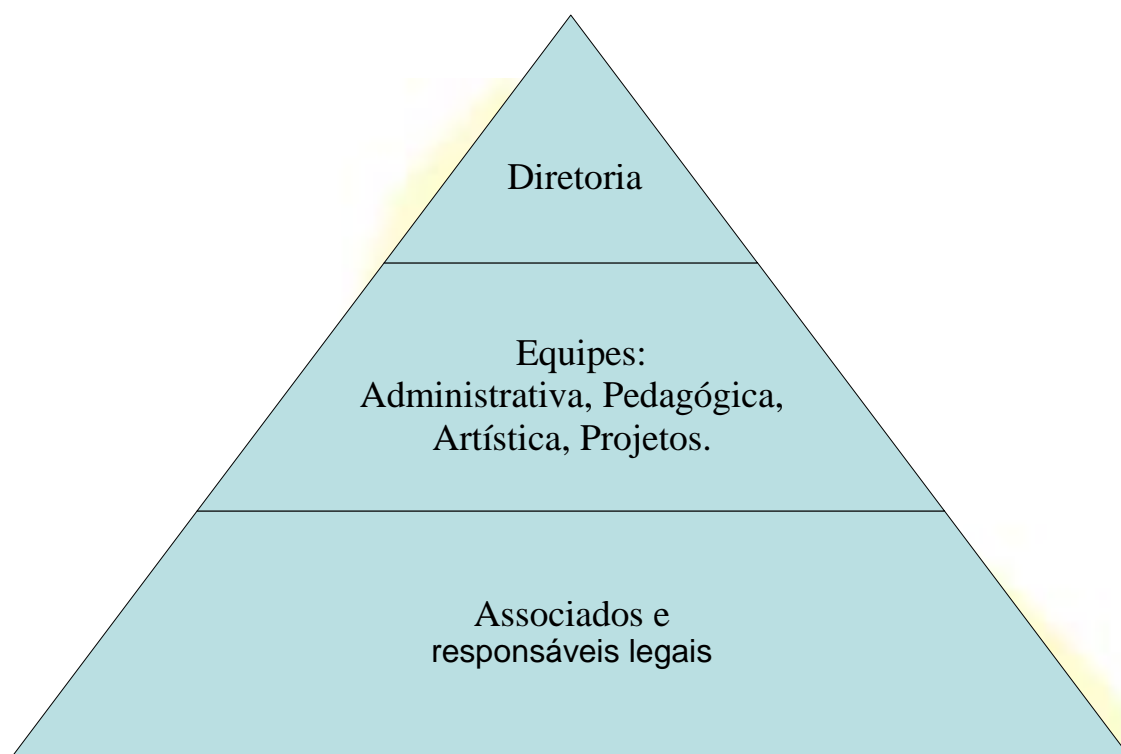 Diretoria
Equipes:
Administrativa, Pedagógica,
Artística, Projetos.
Associados e
responsáveis legais